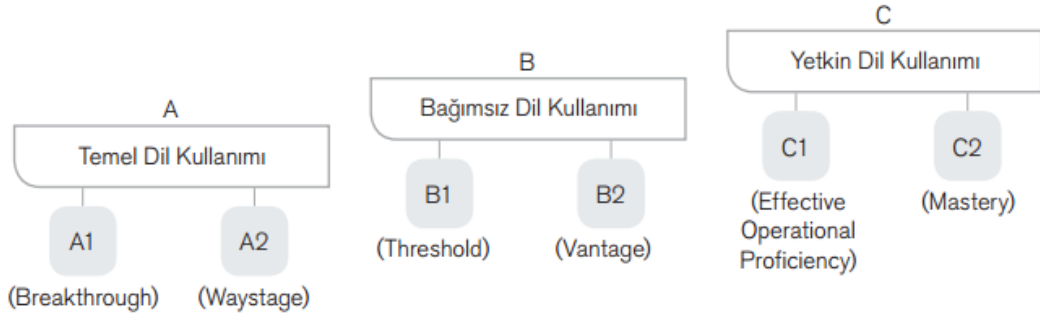 A
Temel Dil Kullanımı
A1
(Breakthrough)
A2
(Waystage)
B
Bağımsız Dil Kullanımı
B1
(Threshold)
B2
(Vantage)
C
Yetkin Dil Kullanımı
C1
(Effective
Operational
Proficiency)
C2
(Mastery)